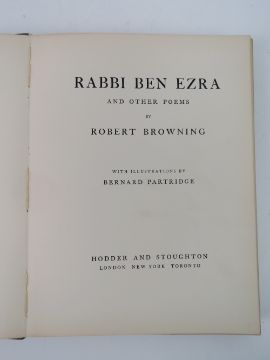 RABBI BEN EZRA
AND OTHER POEMS
BY
ROBERT BROWNING
WITH ILLUSTRATIONS BY
BERNARD PARTRIDGE
HODDER AND STOUGHTON
LONDON NEW YORK TORONTO